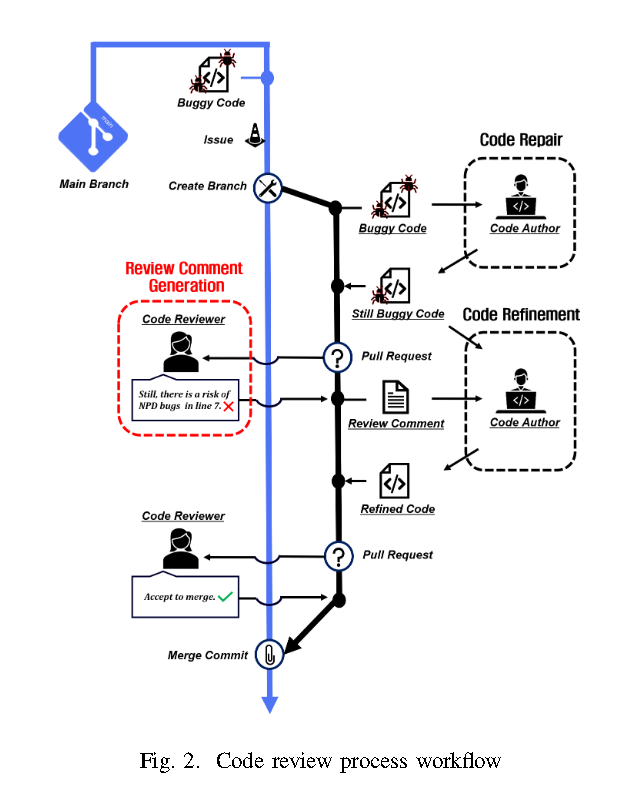 main
Main Branch
Buggy Code
Issue
Create Branch
Buggy Code
Code Repair
Code Author
Still Buggy Code
Review Comment
Generation
Code Reviewer
Still, there is a risk of
NPD bugs in line 7.
Pull Request
Code Refinement
Review Comment
Code Author
Refined Code
Code Reviewer
Pull Request
Accept to merge.
Merge Commit
Fig. 2. Code review process workflow